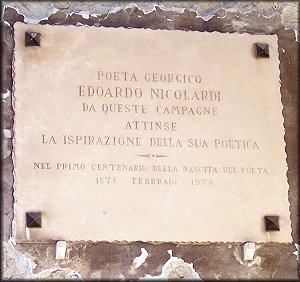 POETA GEORGICO
EDOARDO NICOLARDI
DA QUESTE CAMPAGNE
ATTINSE
LA ISPIRAZIONE DELLA SUA POETICA
NEL PRIMO CENTENARIO DELLA NASCITA DEL POETA
1878 - FEBBRAIO - 1978